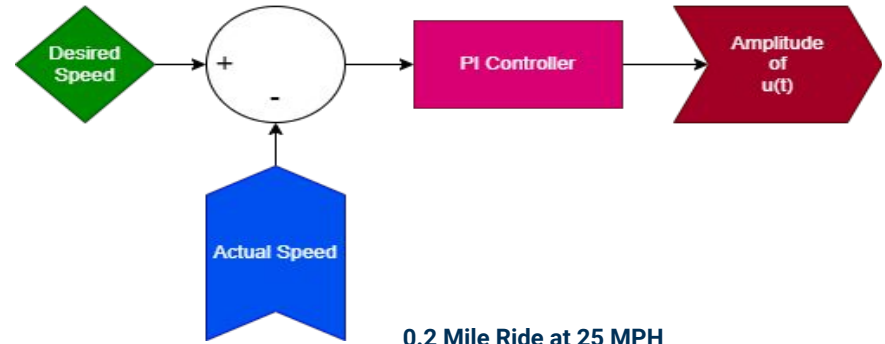 Desired
Speed
+
-
PI Controller
Amplitude
of
u(t)
Actual Speed
0.2 Mile Ride at 25 MPH